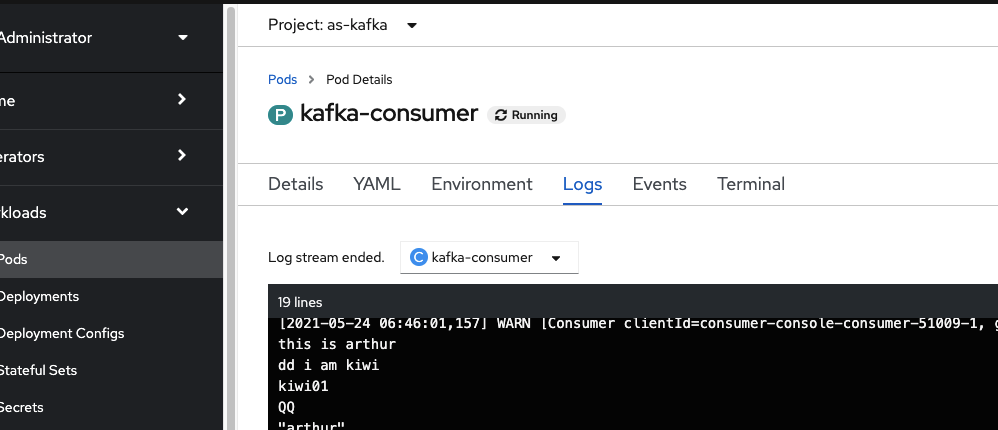 Administrator
Project: as-kafka
Pods > Pod Details
P kafka-consumer Running
Details YAML Environment Logs Events Terminal
Log stream ended. C kafka-consumer
19 lines
[2021-05-24 06:46:01,157] WARN [Consumer clientId=consumer-console-consumer-51009-1,
this is arthur
dd i am kiwi
kiwi01
QQ
"arthur"
me
erators
kloads
Pods
Deployments
Deployment Configs
Stateful Sets
Secrets